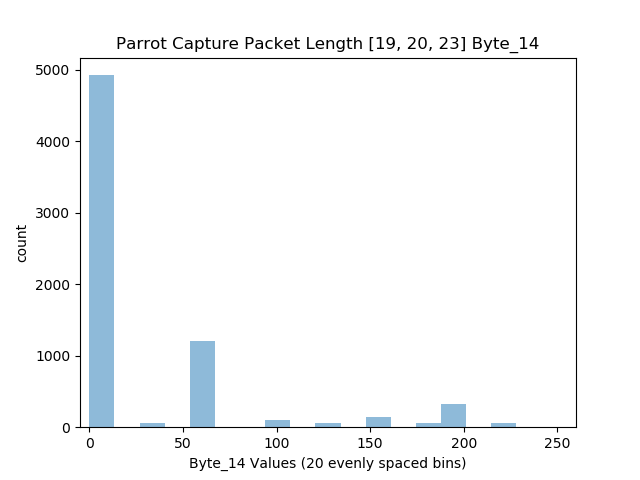 Parrot Capture Packet Length [19, 20, 23] Byte_14
5000
4000
3000
2000
1000
0
count
0 50 100 150 200 250
Byte_14 Values (20 evenly spaced bins)